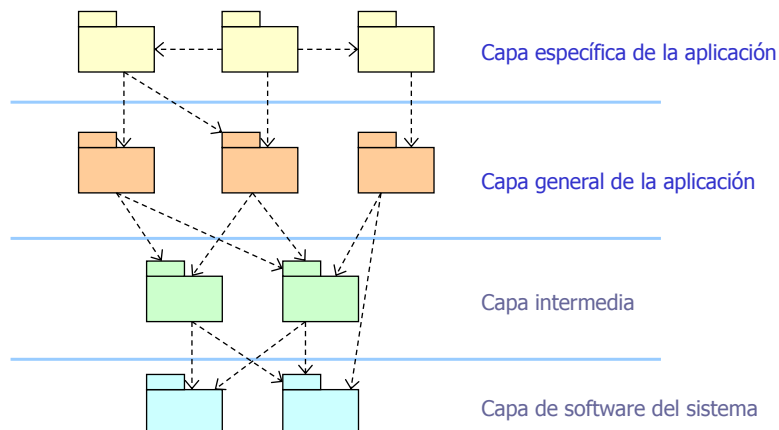 Capa específica de la aplicación
Capa general de la aplicación
Capa intermedia
Capa de software del sistema